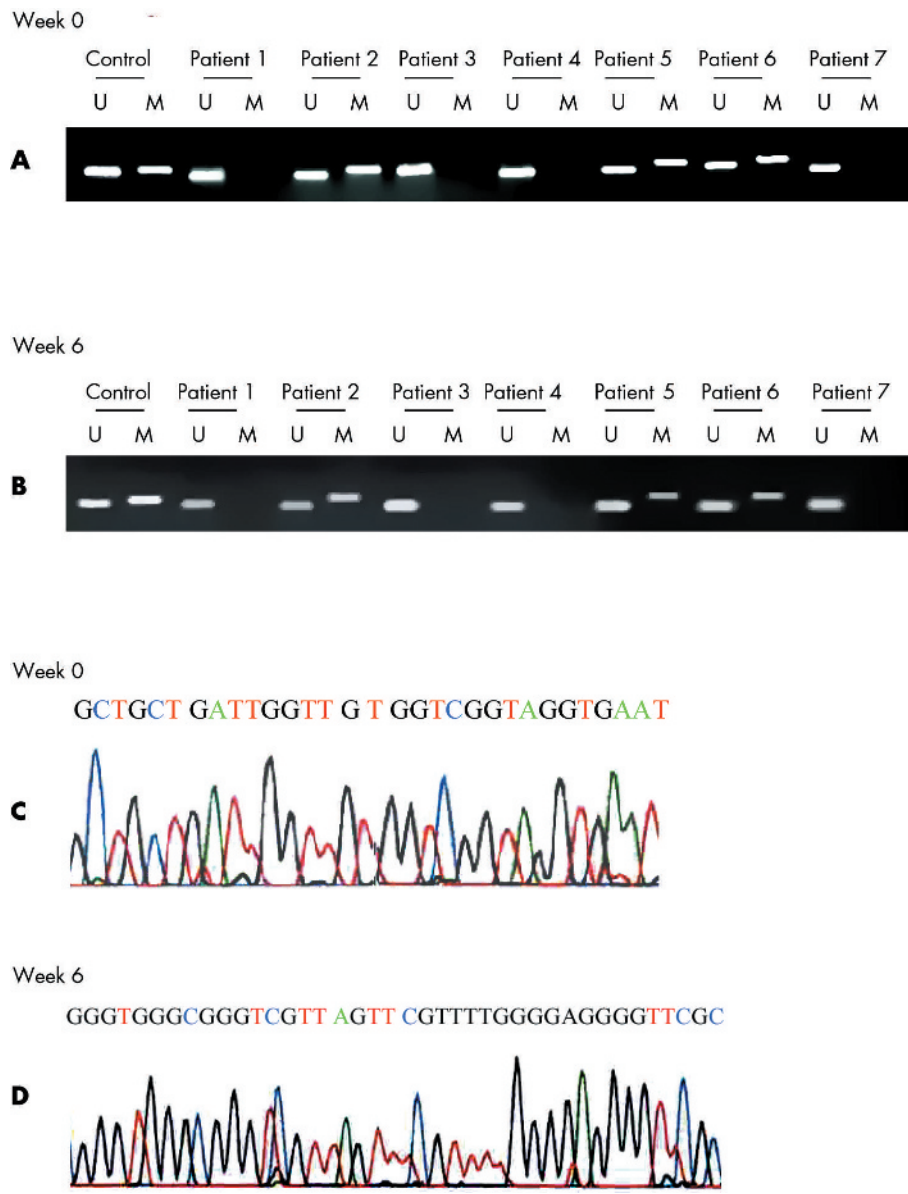 Week 0
Control Patient 1 Patient 2 Patient 3 Patient 4 Patient 5 Patient 6 Patient 7
U M U M U M U M U M U M U M U M
A
Week 6
Control Patient 1 Patient 2 Patient 3 Patient 4 Patient 5 Patient 6 Patient 7
U M U M U M U M U M U M U M U M
B
Week 0
GCTGCT GATTGGTT G T GGTCGGTAGGTGAAT
C
Week 6
GGGTGGGCGGGTCGTT AGTT CGTTTTGGGGAGGGGTTCGC
D